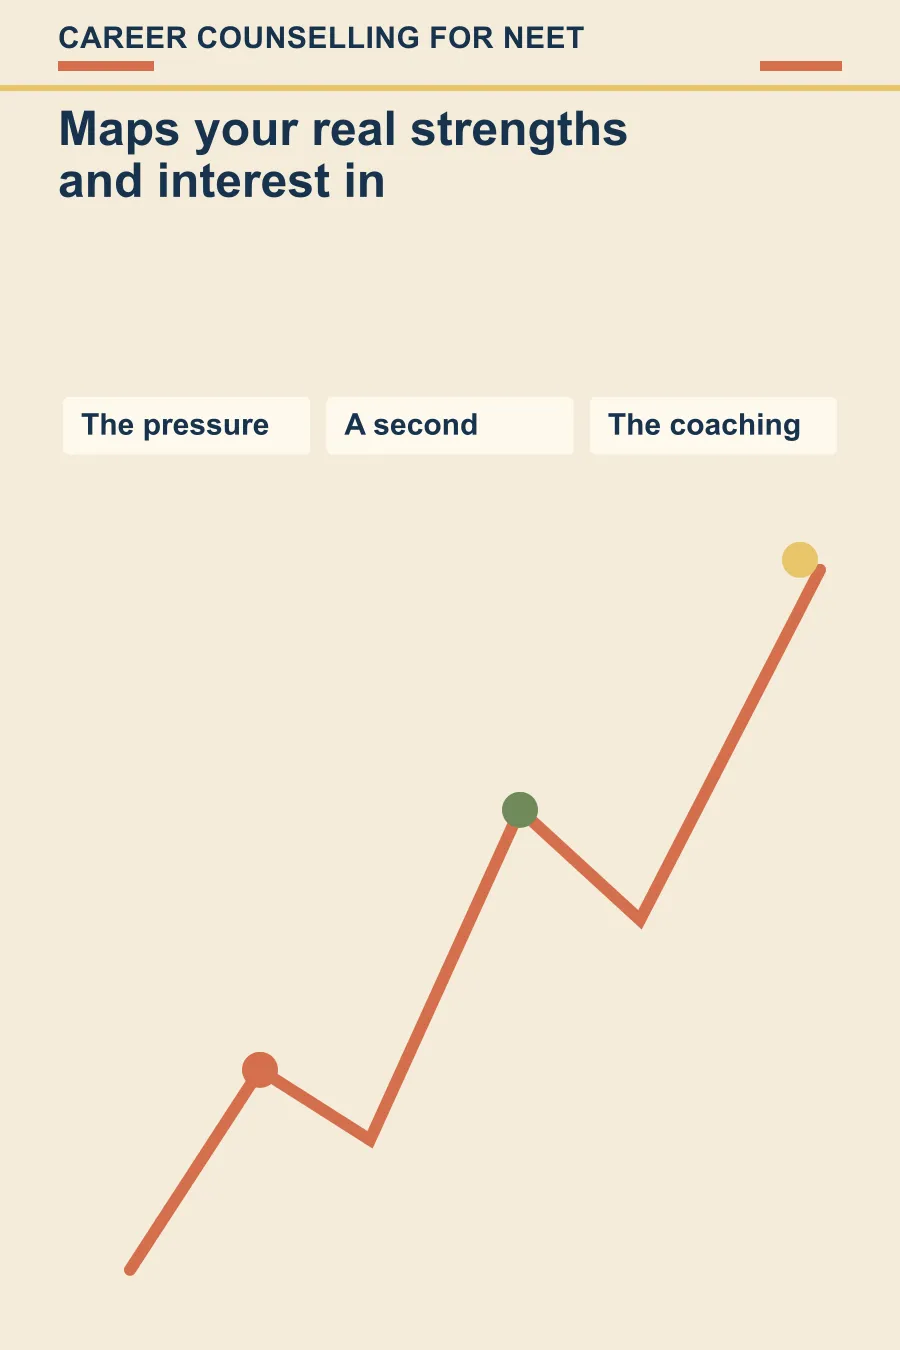 CAREER COUNSELLING FOR NEET
Maps your real strengths
and interest in
The pressure
A second
The coaching